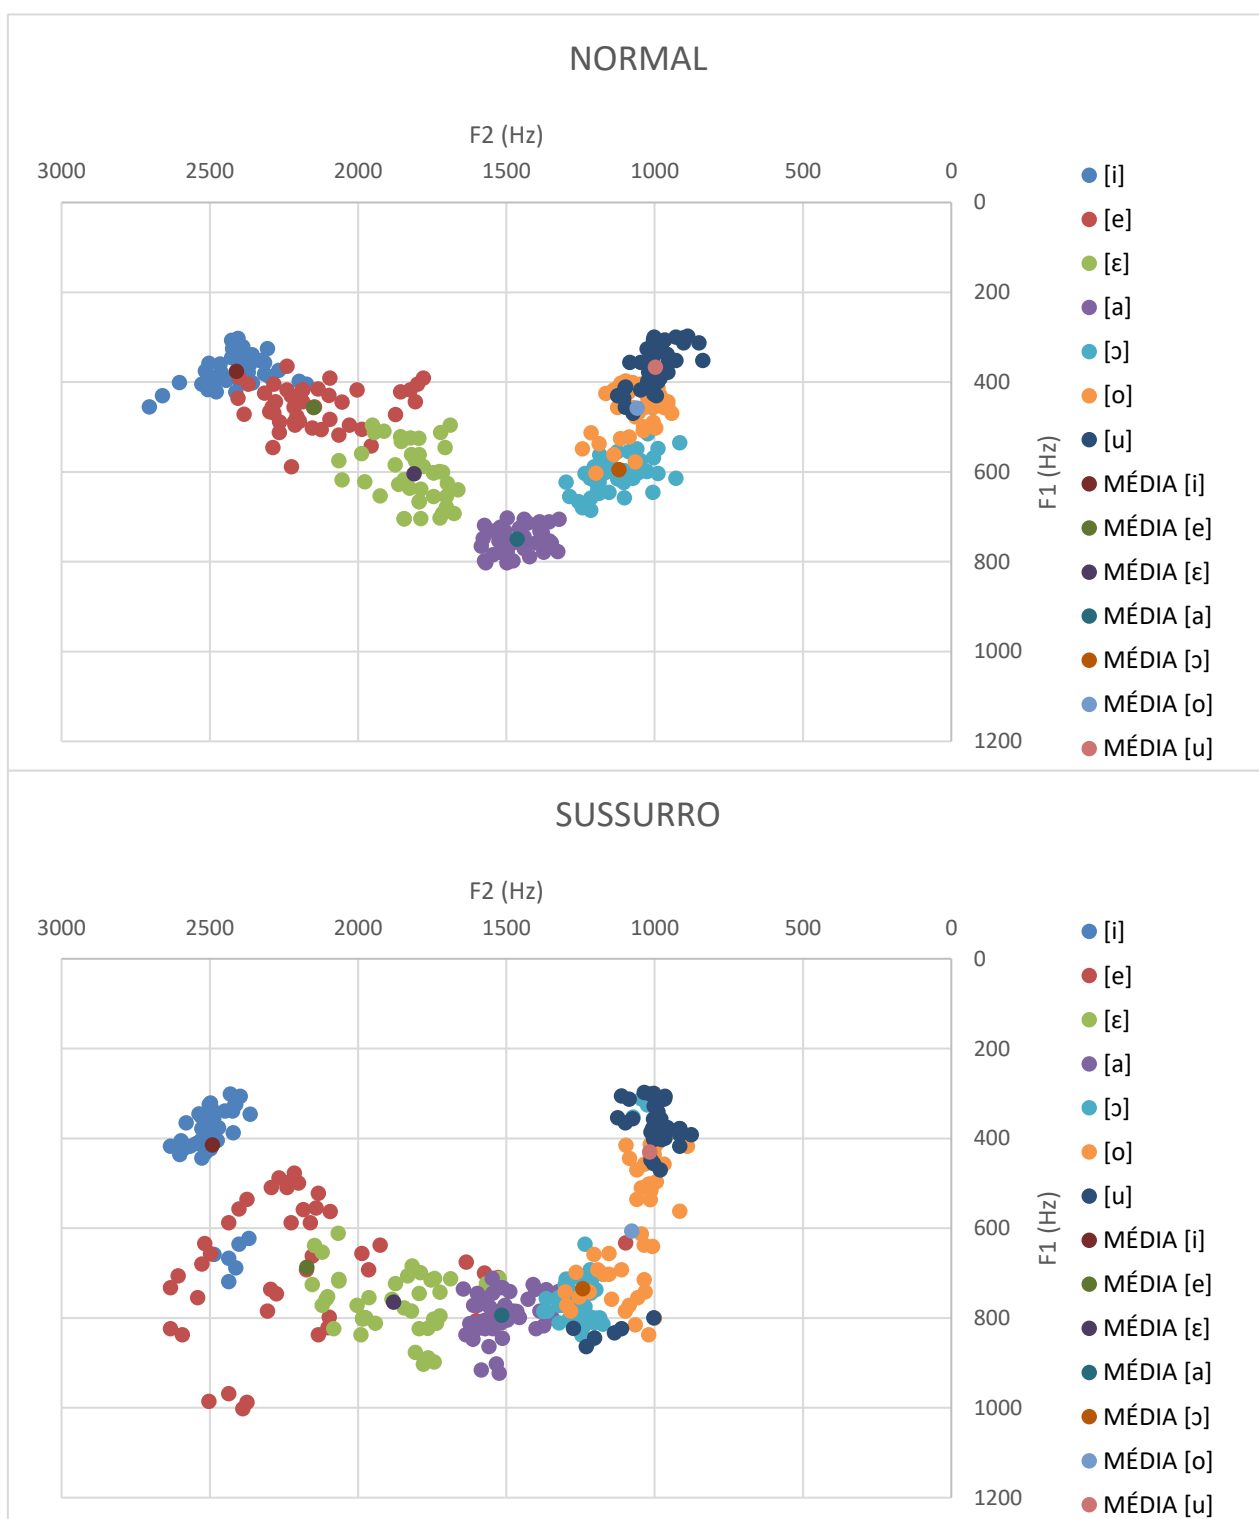 NORMAL
F2 (Hz)
3000 2500 2000 1500 1000 500 0
0
200
400
600
800
1000
1200
F1 (Hz)
[i]
[e]
[ɛ]
[a]
[ɔ]
[o]
[u]
MÉDIA [i]
MÉDIA [e]
MÉDIA [ɛ]
MÉDIA [a]
MÉDIA [ɔ]
MÉDIA [o]
MÉDIA [u]
SUSSURRO
F2 (Hz)
3000 2500 2000 1500 1000 500 0
0
200
400
600
800
1000
1200
F1 (Hz)
[i]
[e]
[ɛ]
[a]
[ɔ]
[o]
[u]
MÉDIA [i]
MÉDIA [e]
MÉDIA [ɛ]
MÉDIA [a]
MÉDIA [ɔ]
MÉDIA [o]
MÉDIA [u]